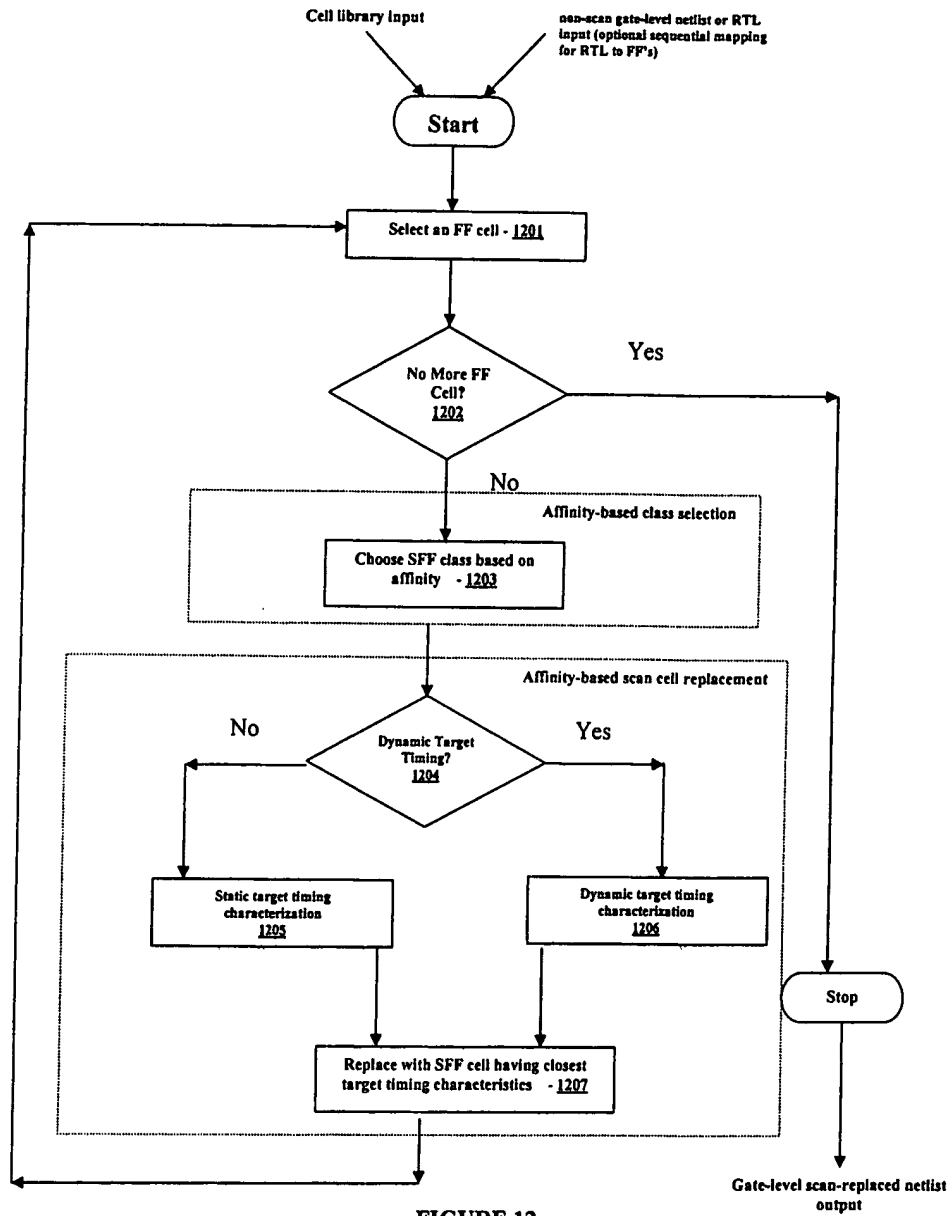 Cell library input
non-scan gate-level netlist or RTL
input (optional sequential mapping
for RTL to FF's)
Start
Select an FF cell - 1201
No More FF
Cell?
1202
Yes
No
Affinity-based class selection
Choose SFF class based on
affinity - 1203
Affinity-based scan cell replacement
Dynamic Target
Timing?
1204
No
Yes
Static target timing
characterization
1205
Dynamic target timing
characterization
1206
Stop
Replace with SFF cell having closest
target timing characteristics - 1207
Gate-level scan-replaced netlist
output
FIGURE 12